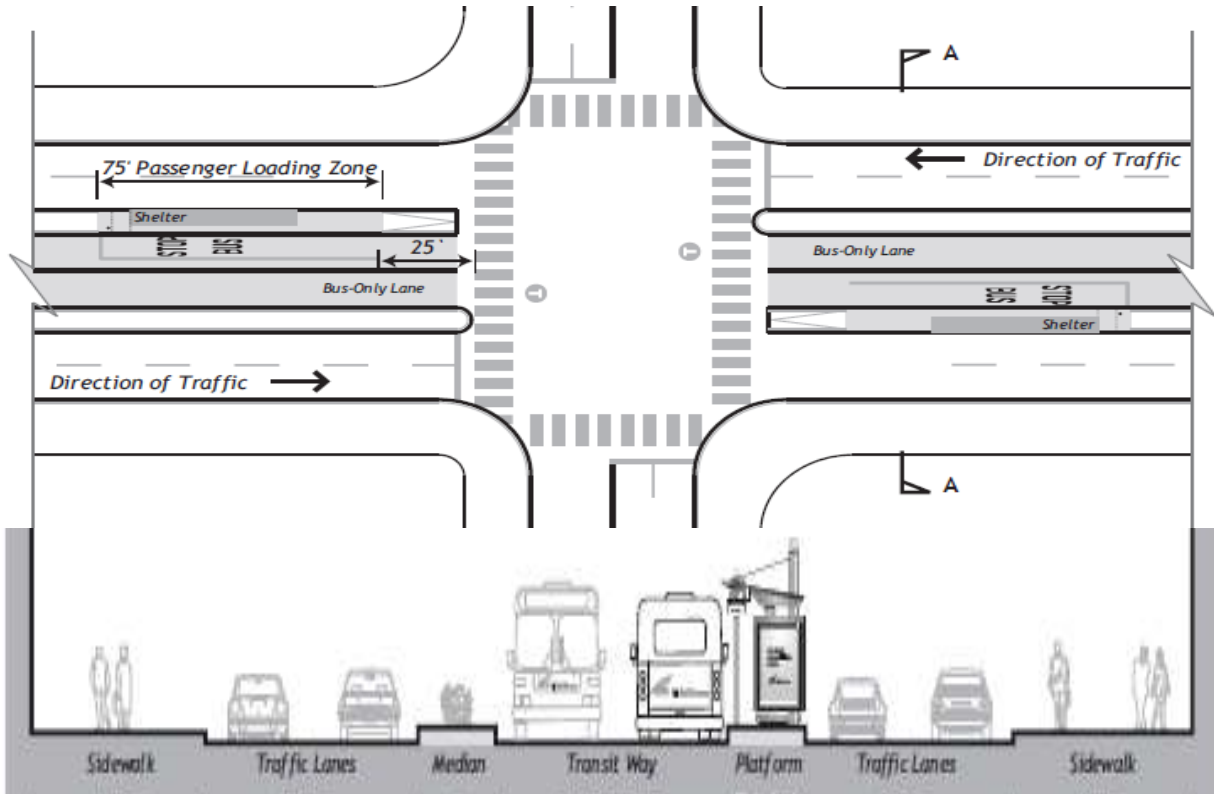 A
75' Passenger Loading Zone
Direction of Traffic
Shelter
STOP
BUS
25'
T
Bus-Only Lane
Bus-Only Lane
T
BUS
STOP
Shelter
Direction of Traffic
A
Sidewalk
Traffic Lanes
Median
Transit Way
Platform
Traffic Lanes
Sidewalk